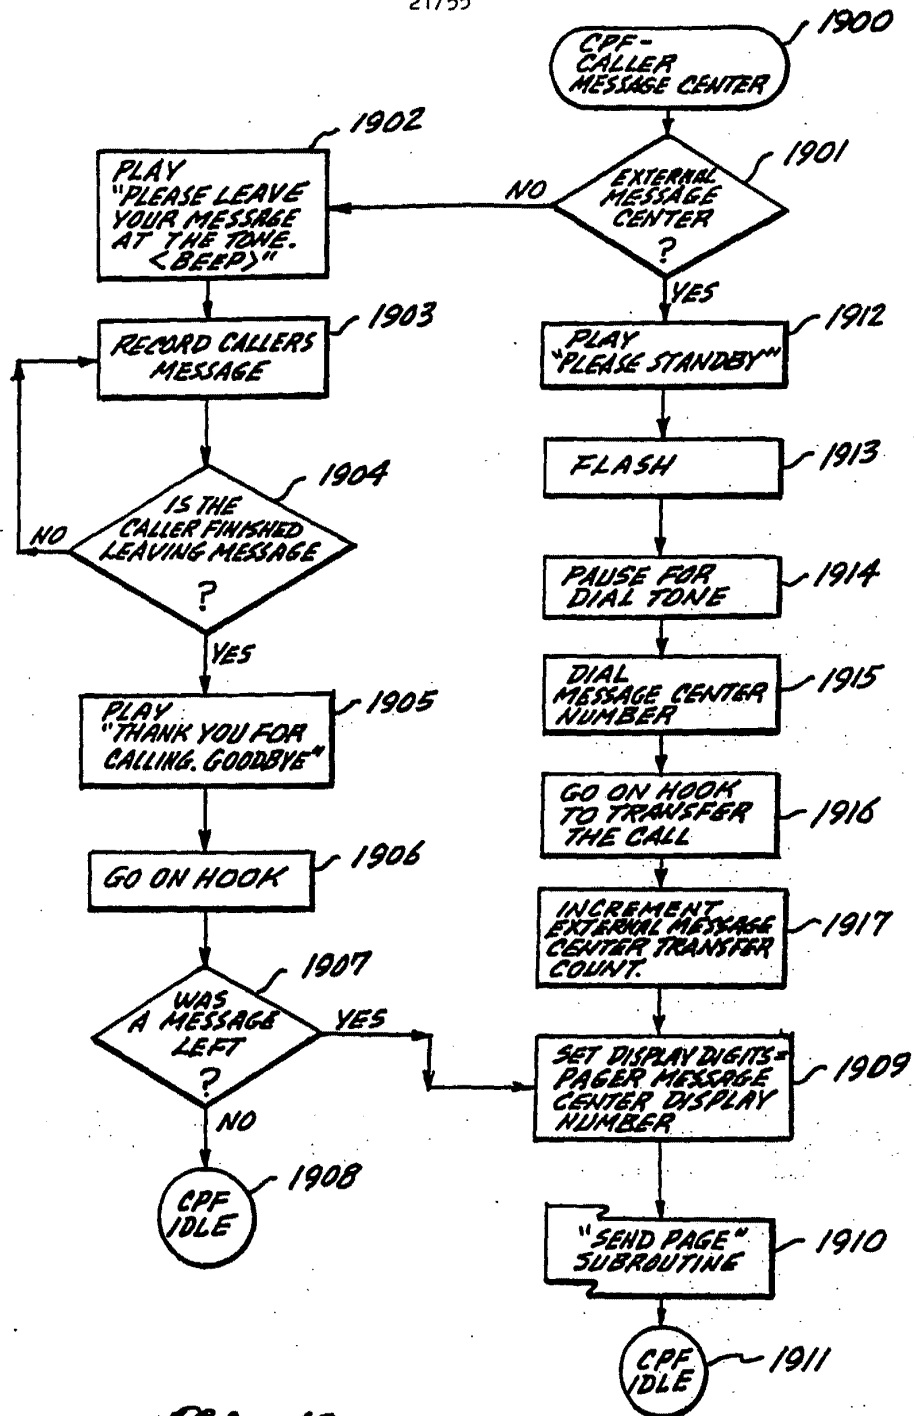 21/55
1900
CPF-
CALLER
MESSAGE CENTER
1901
EXTERNAL
MESSAGE
CENTER
?
NO
YES
1902
PLAY
"PLEASE LEAVE
YOUR MESSAGE
AT THE TONE.
<BEEP>"
1903
RECORD CALLERS
MESSAGE
1904
IS THE
CALLER FINISHED
LEAVING MESSAGE
?
NO
YES
1905
PLAY
"THANK YOU FOR
CALLING. GOODBYE"
1906
GO ON HOOK
1907
WAS
A MESSAGE
LEFT
?
YES
NO
1908
CPF
IDLE
1912
PLAY
"PLEASE STANDBY"
1913
FLASH
1914
PAUSE FOR
DIAL TONE
1915
DIAL
MESSAGE CENTER
NUMBER
1916
GO ON HOOK
TO TRANSFER
THE CALL
1917
INCREMENT
EXTERNAL MESSAGE
CENTER TRANSFER
COUNT.
1909
SET DISPLAY DIGITS=
PAGER MESSAGE
CENTER DISPLAY
NUMBER
1910
"SEND PAGE"
SUBROUTINE
1911
CPF
IDLE